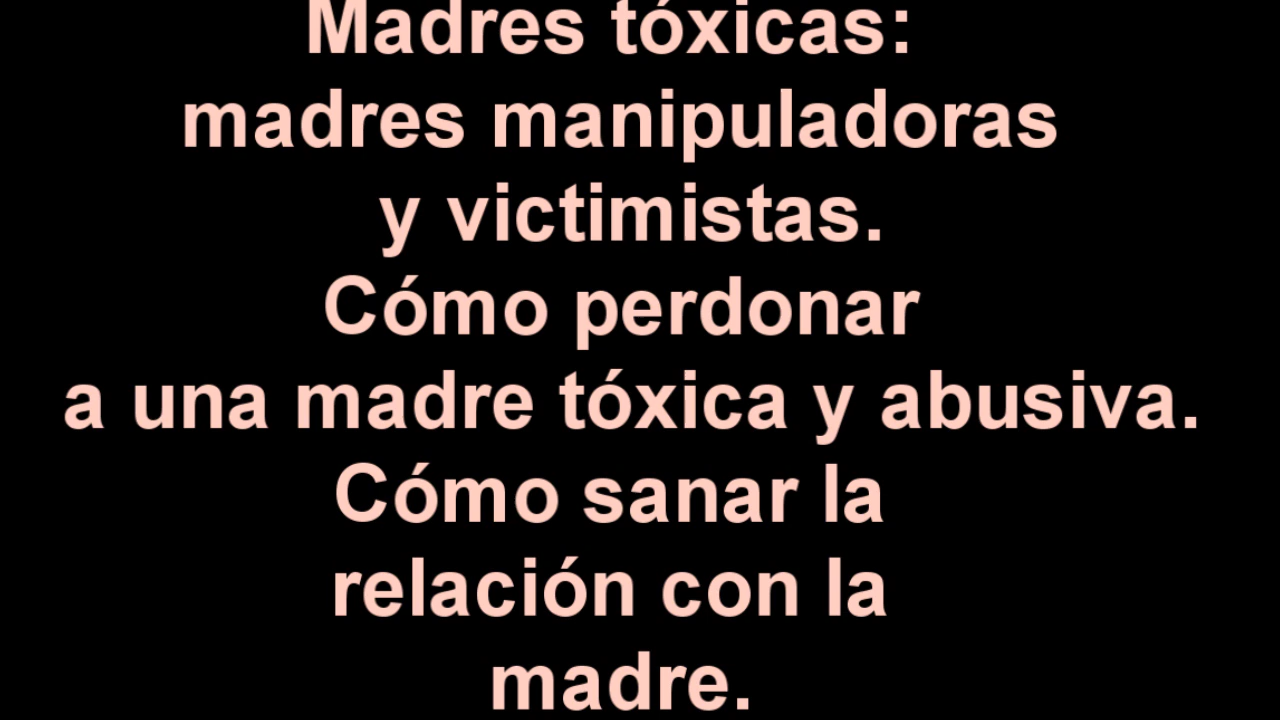 Madres tóxicas:
madres manipuladoras
y victimistas.
Cómo perdonar
a una madre tóxica y abusiva.
Cómo sanar la
relación con la
madre.